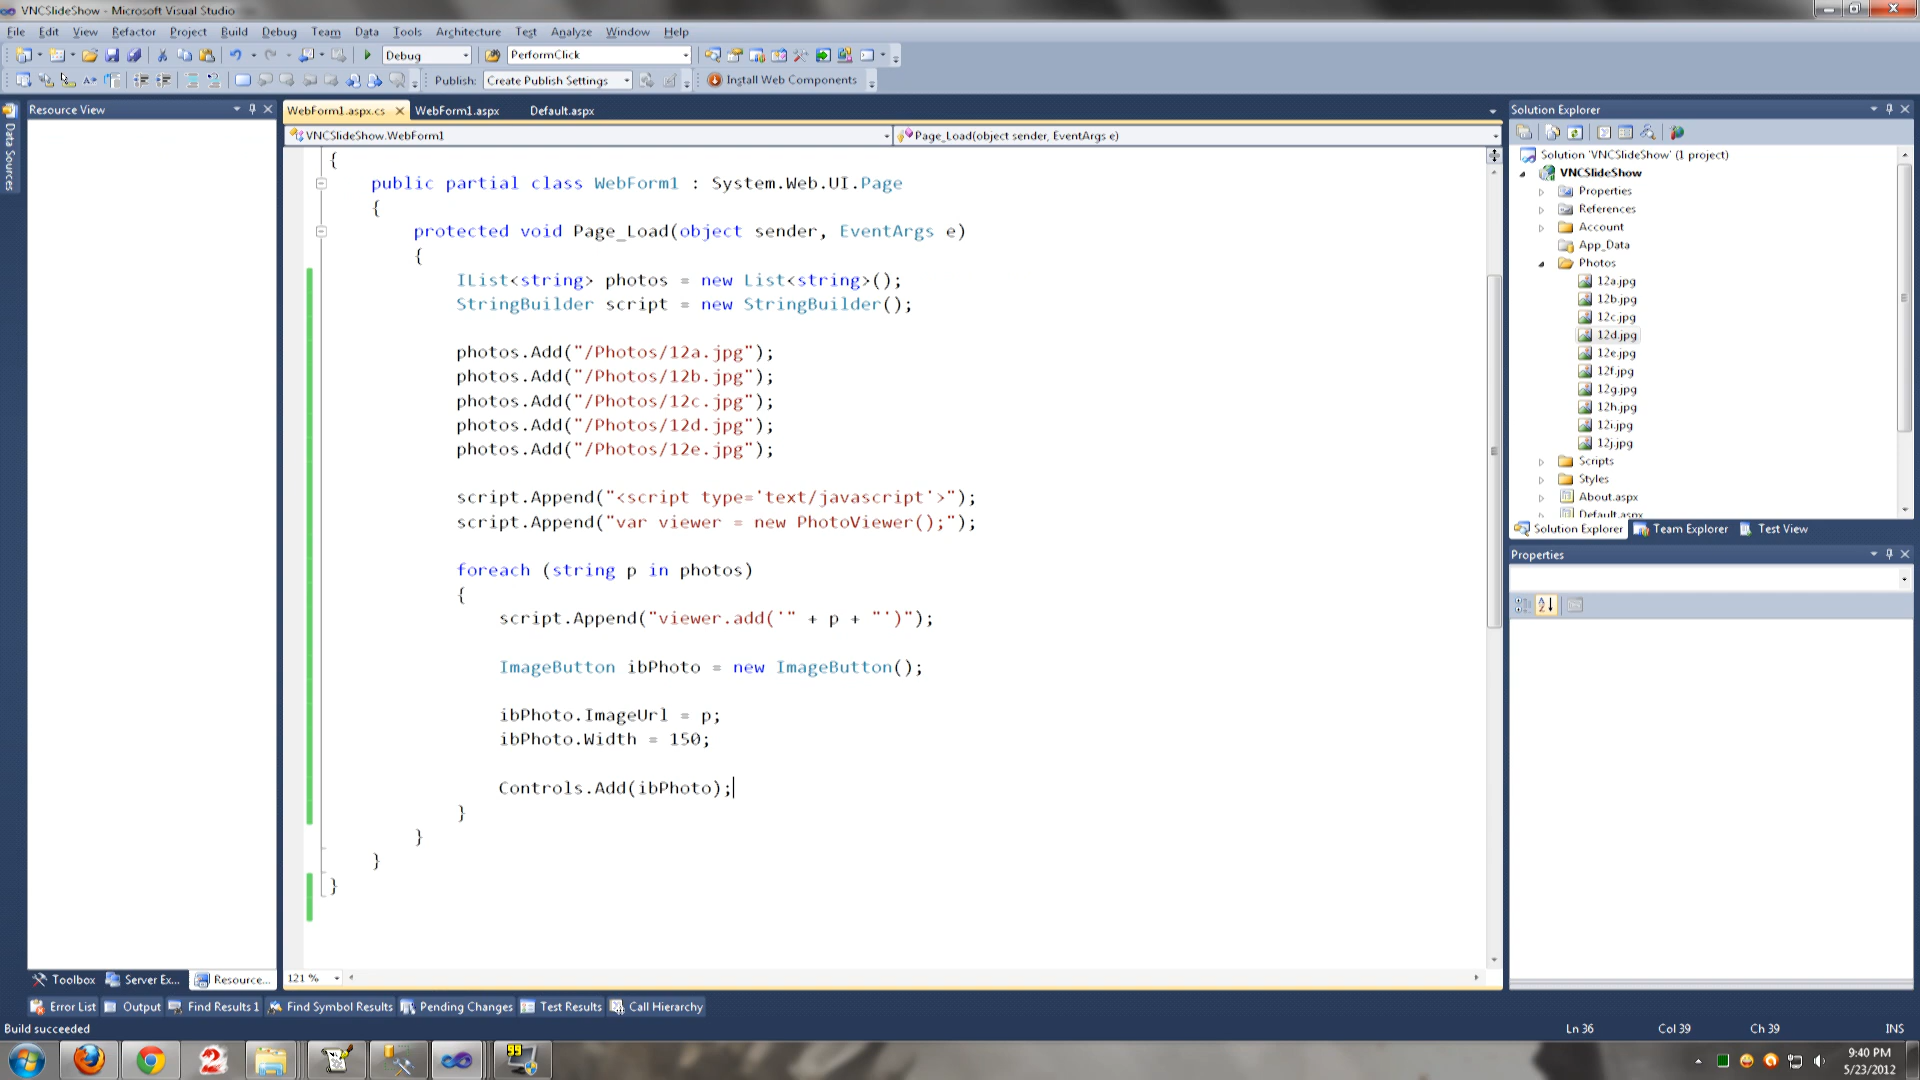 VNCSlideShow - Microsoft Visual Studio
File Edit View Refactor Project Build Debug Team Data Tools Architecture Test Analyze Window Help
Debug PerformClick
Publish: Create Publish Settings Install Web Components
Data Sources
Resource View
WebForm1.aspx.cs WebForm1.aspx Default.aspx
VNCSlideShow.WebForm1 Page_Load(object sender, EventArgs e)
{
public partial class WebForm1 : System.Web.UI.Page
{
protected void Page_Load(object sender, EventArgs e)
{
IList<string> photos = new List<string>();
StringBuilder script = new StringBuilder();
photos.Add("/Photos/12a.jpg");
photos.Add("/Photos/12b.jpg");
photos.Add("/Photos/12c.jpg");
photos.Add("/Photos/12d.jpg");
photos.Add("/Photos/12e.jpg");
script.Append("<script type='text/javascript'>");
script.Append("var viewer = new PhotoViewer();");
foreach (string p in photos)
{
script.Append("viewer.add('" + p + "')");
ImageButton ibPhoto = new ImageButton();
ibPhoto.ImageUrl = p;
ibPhoto.Width = 150;
Controls.Add(ibPhoto);
}
}
}
}
121 %
Solution Explorer
Solution 'VNCSlideShow' (1 project)
VNCSlideShow
Properties
References
Account
App_Data
Photos
12a.jpg
12b.jpg
12c.jpg
12d.jpg
12e.jpg
12f.jpg
12g.jpg
12h.jpg
12i.jpg
12j.jpg
Scripts
Styles
About.aspx
Default.aspx
Solution Explorer Team Explorer Test View
Properties
Toolbox Server Ex... Resource...
Error List Output Find Results 1 Find Symbol Results Pending Changes Test Results Call Hierarchy
Build succeeded Ln 36 Col 39 Ch 39 INS
99
9:40 PM
5/23/2012